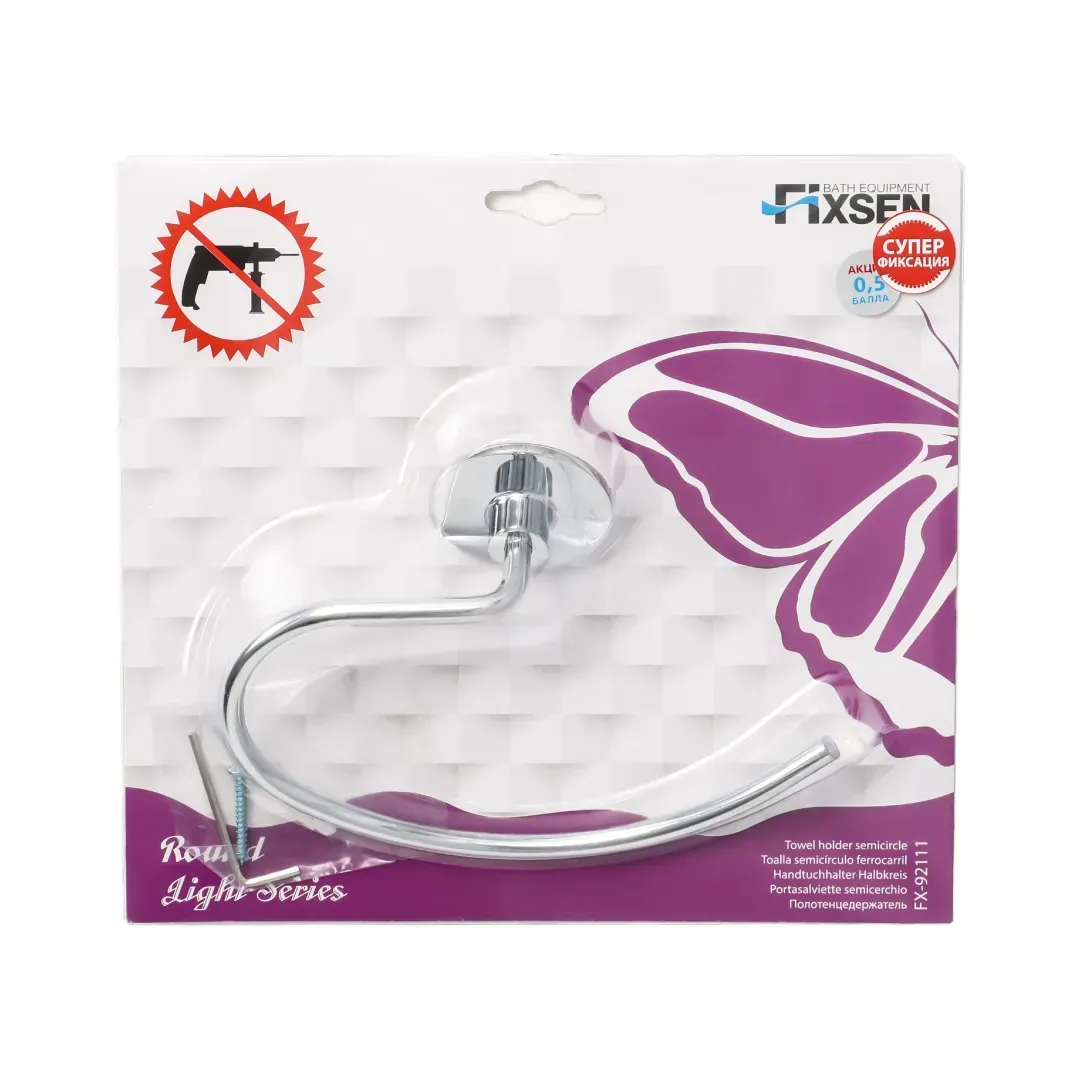 BATH EQUIPMENT
FIXSEN
СУПЕР
ФИКСАЦИЯ
0,5
БАЛЛА
Round
Light Series
Towel holder semicircle
Toalla semicírculo ferrocarril
Handtuchhalter Halbkreis
Portasalviette semicerchio
Полотенцедержатель
FX-92111